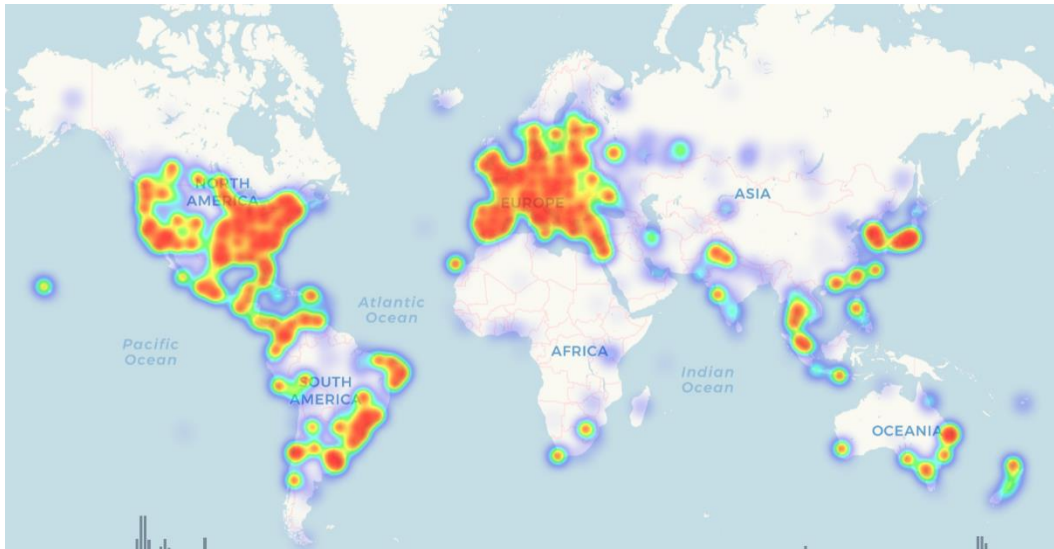 NORTH
AMERICA
EUROPE
ASIA
Atlantic
Ocean
Pacific
Ocean
AFRICA
Indian
Ocean
SOUTH
AMERICA
OCEANIA